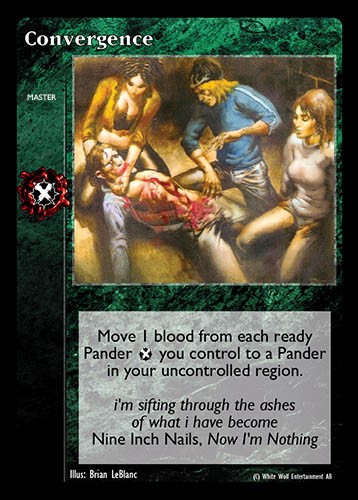 Convergence
MASTER
Move 1 blood from each ready
Pander you control to a Pander
in your uncontrolled region.
i'm sifting through the ashes
of what i have become
Nine Inch Nails, Now I'm Nothing
Illus: Brian LeBlanc
(C) White Wolf Entertainment AB